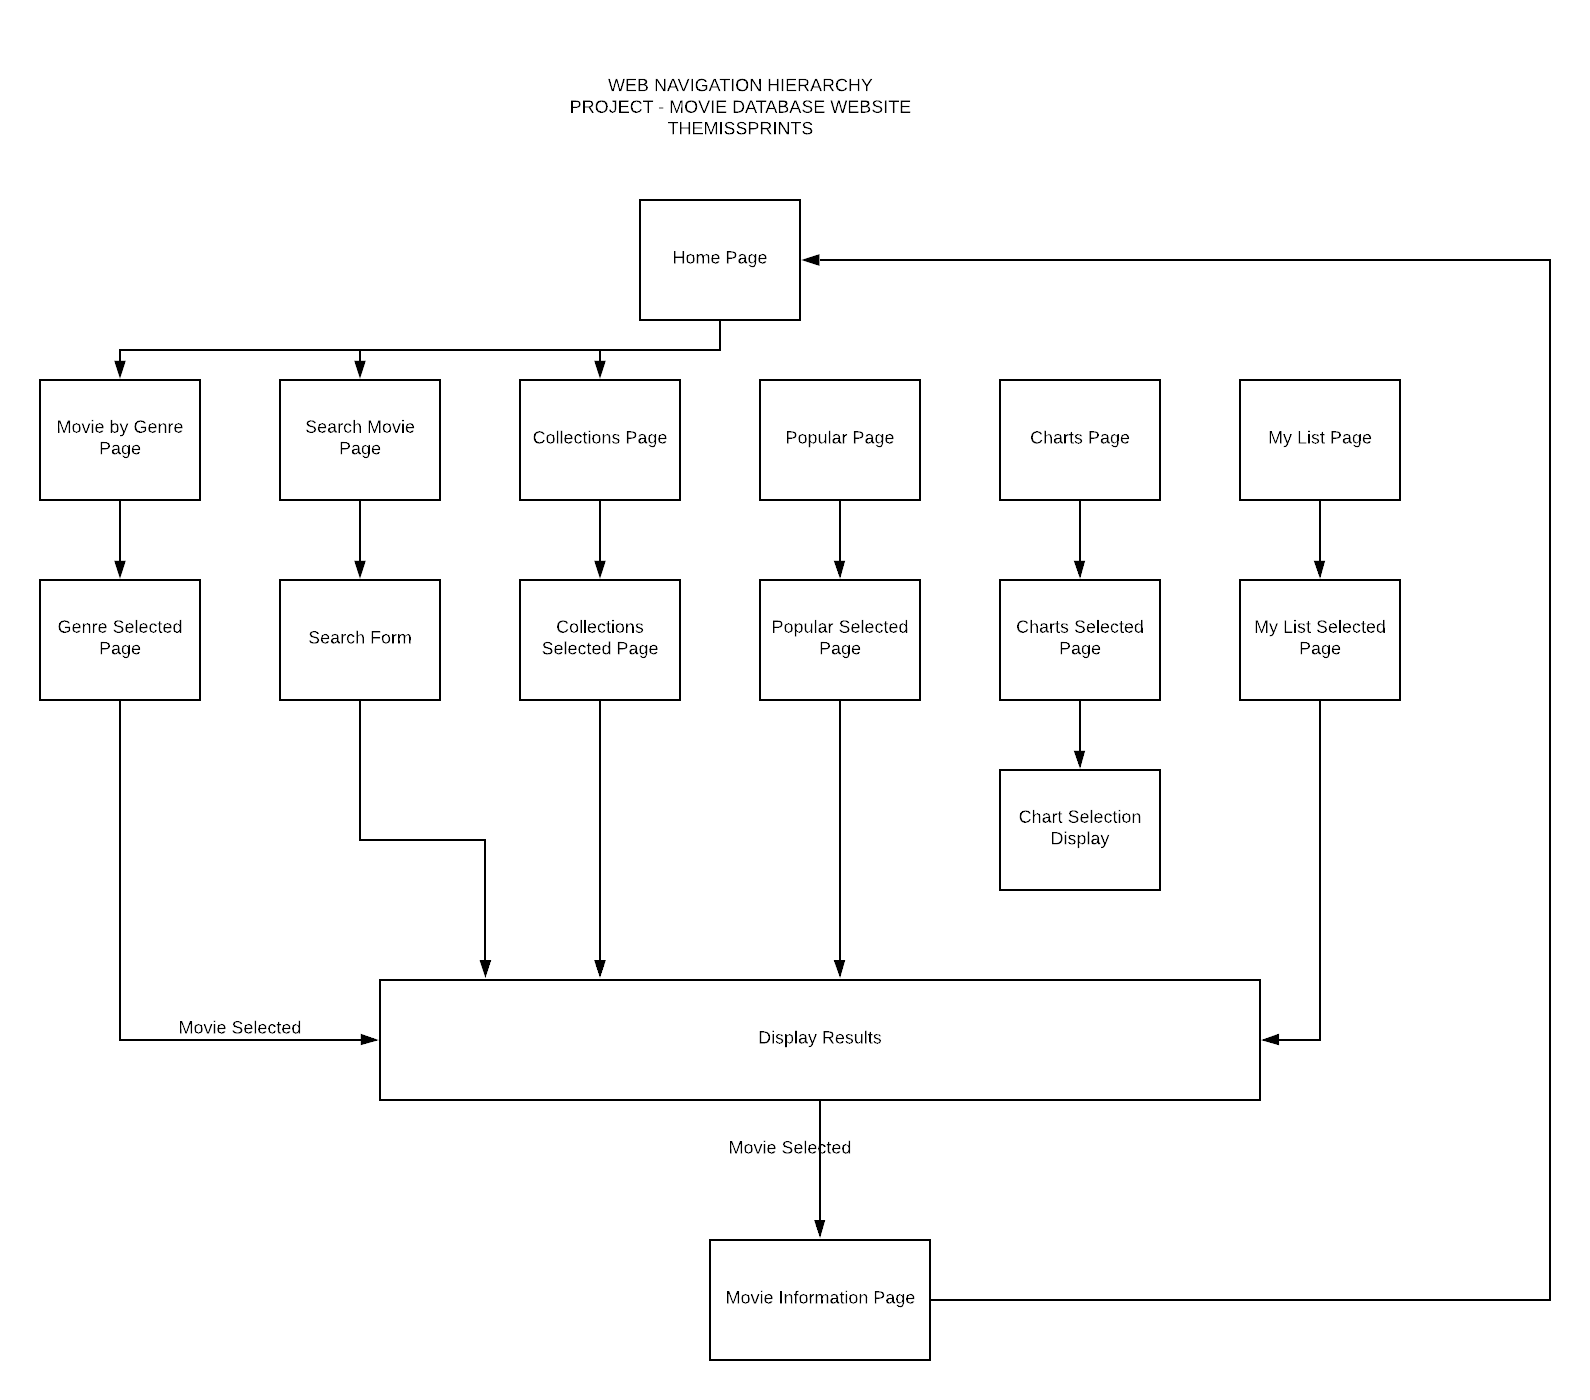 WEB NAVIGATION HIERARCHY
PROJECT - MOVIE DATABASE WEBSITE
THEMISSPRINTS
Home Page
Movie by Genre
Page
Search Movie
Page
Collections Page
Popular Page
Charts Page
My List Page
Genre Selected
Page
Search Form
Collections
Selected Page
Popular Selected
Page
Charts Selected
Page
My List Selected
Page
Chart Selection
Display
Movie Selected
Display Results
Movie Selected
Movie Information Page